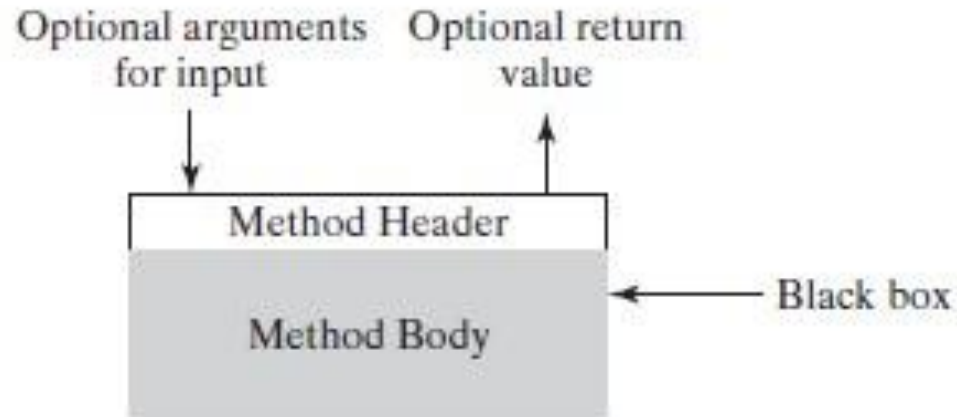 Optional arguments
for input
Optional return
value
Method Header
Black box
Method Body